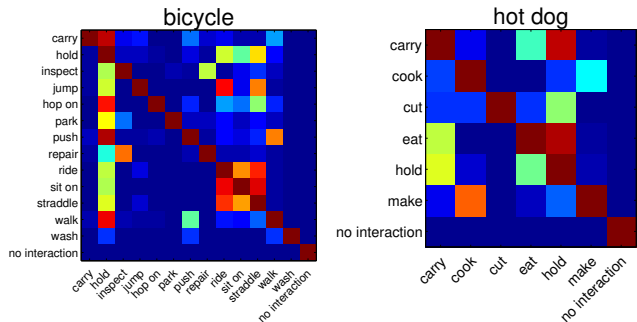 bicycle
carry
hold
inspect
jump
hop on
park
push
repair
ride
sit on
straddle
walk
wash
no interaction
carry
hold
inspect
jump
hop on
park
push
repair
ride
sit on
straddle
walk
wash
no interaction
hot dog
carry
cook
cut
eat
hold
make
no interaction
carry
cook
cut
eat
hold
make
no interaction